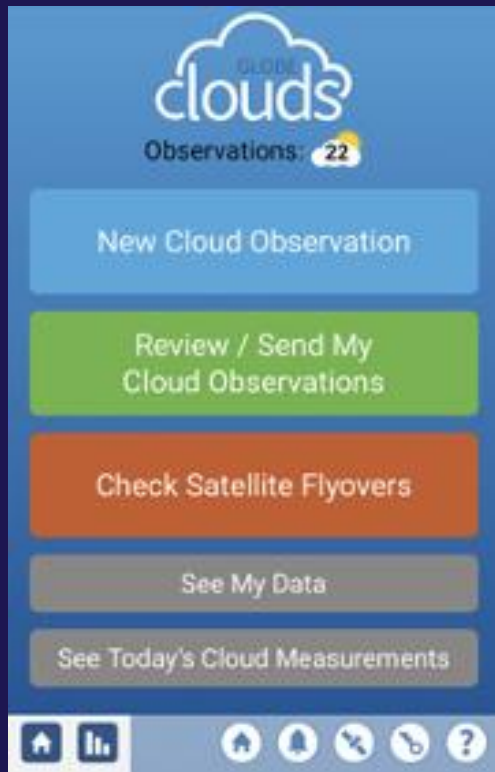 GLOBE
clouds
Observations: 22
New Cloud Observation
Review / Send My
Cloud Observations
Check Satellite Flyovers
See My Data
See Today's Cloud Measurements
?